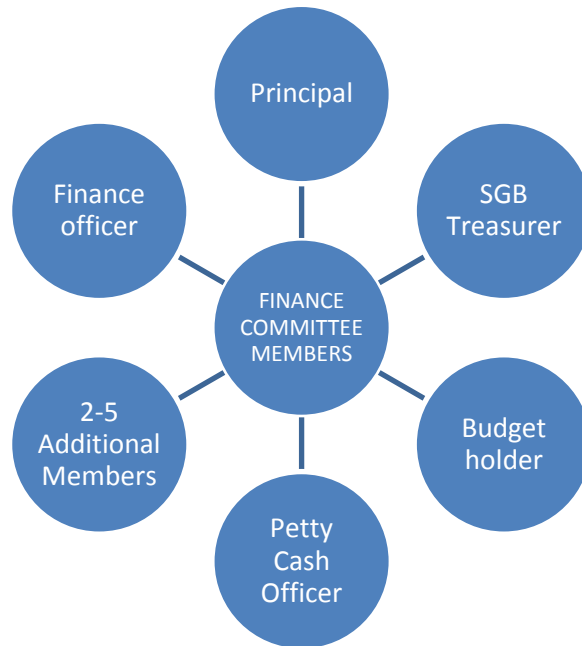 Principal
SGB
Treasurer
Budget
holder
Petty
Cash
Officer
2-5
Additional
Members
Finance
officer
FINANCE
COMMITTEE
MEMBERS